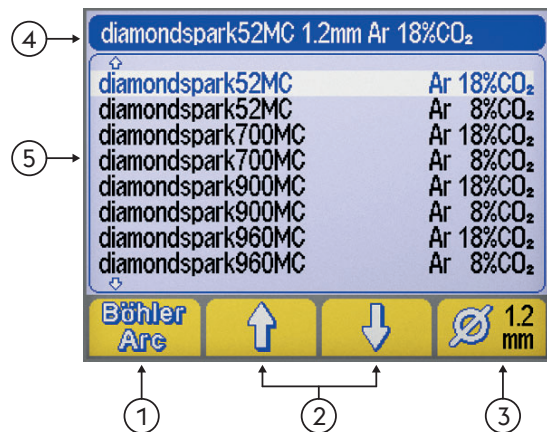 4
diamondspark52MC 1.2mm Ar 18%CO₂
5
diamondspark52MC Ar 18%CO₂
diamondspark52MC Ar 8%CO₂
diamondspark700MC Ar 18%CO₂
diamondspark700MC Ar 8%CO₂
diamondspark900MC Ar 18%CO₂
diamondspark900MC Ar 8%CO₂
diamondspark960MC Ar 18%CO₂
diamondspark960MC Ar 8%CO₂
Böhler
Arc
Ø 1.2
mm
1
2
3